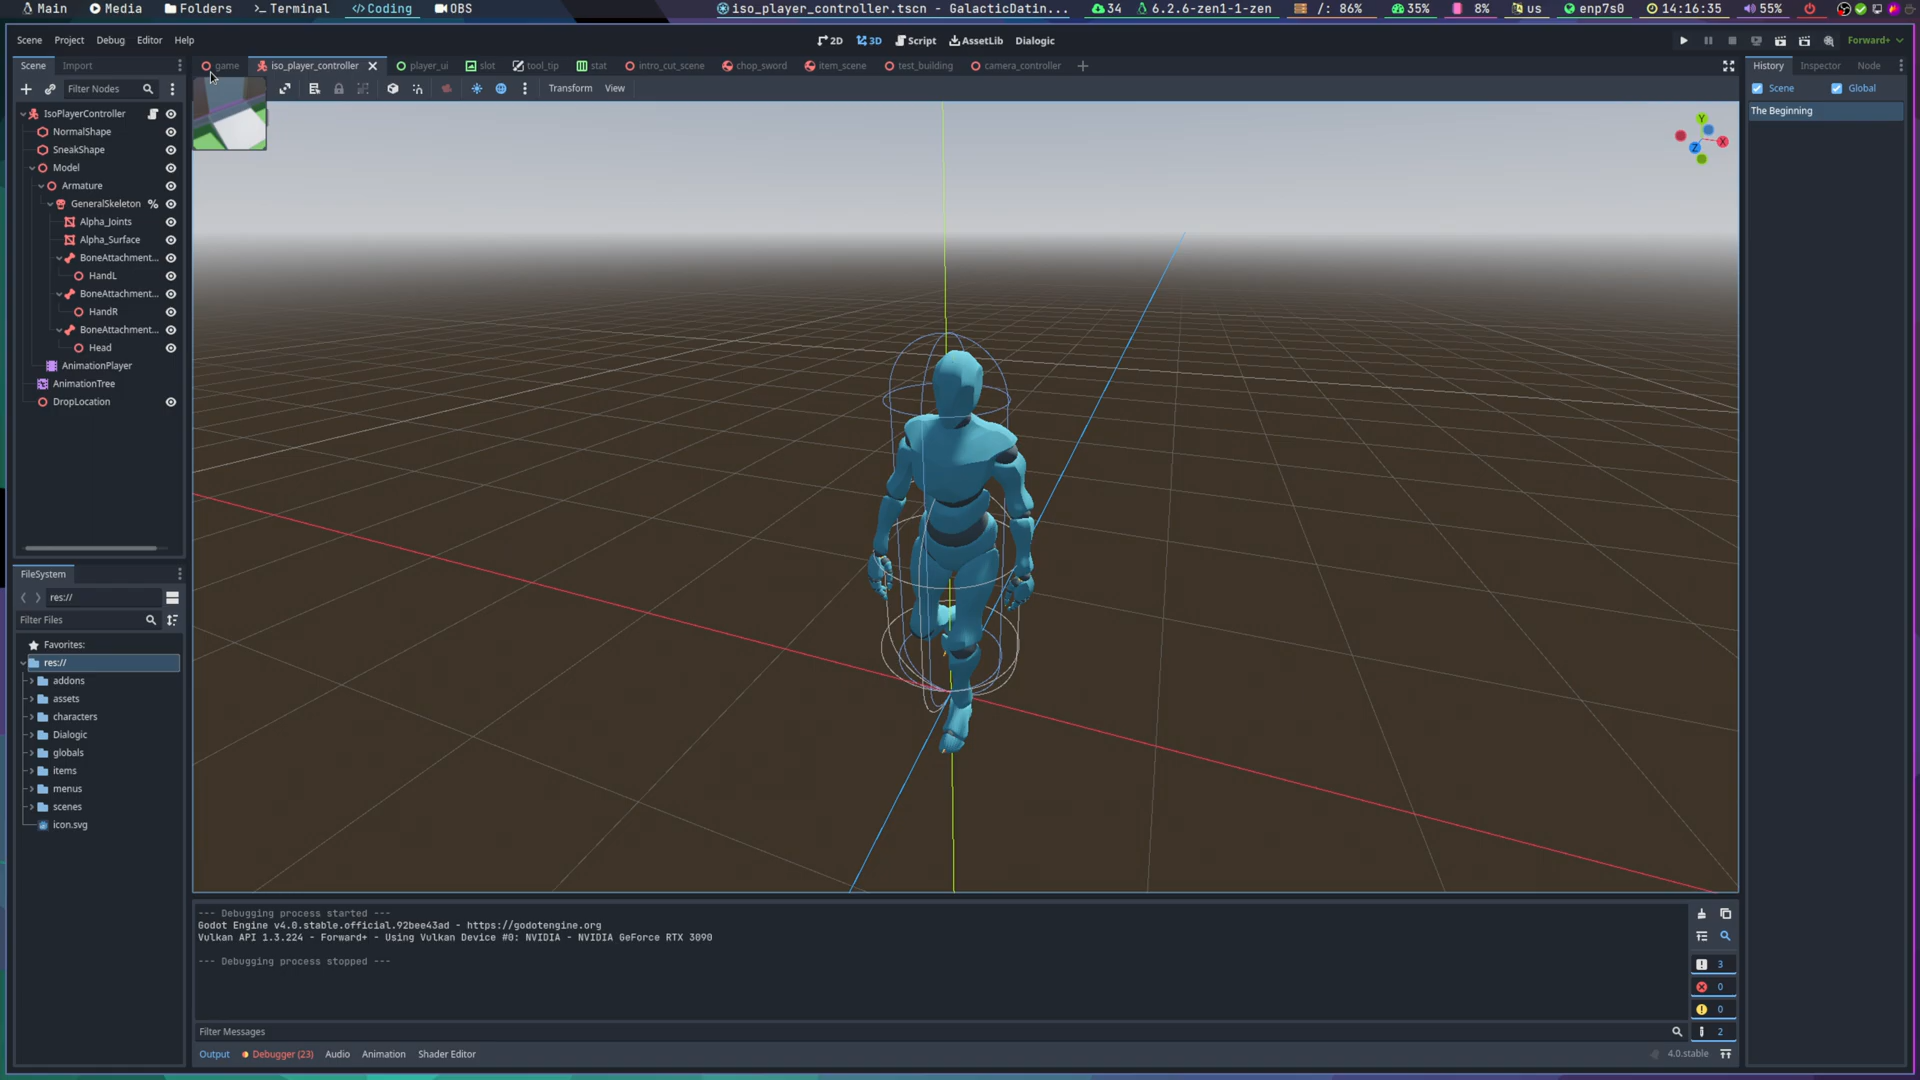 Main Media Folders Terminal Coding OBS iso_player_controller.tscn - GalacticDatin... 34 6.2.6-zen1-1-zen /: 86% 35% 8% us enp7s0 14:16:35 55%
Scene Project Debug Editor Help 2D 3D Script AssetLib Dialogic Forward+
Scene Import game iso_player_controller player_ui slot tool_tip stat intro_cut_scene chop_sword item_scene test_building camera_controller History Inspector Node
Filter Nodes Transform View Scene Global
IsoPlayerController The Beginning
NormalShape
SneakShape
Model
Armature
GeneralSkeleton
Alpha_Joints
Alpha_Surface
BoneAttachment...
HandL
BoneAttachment...
HandR
BoneAttachment...
Head
AnimationPlayer
AnimationTree
DropLocation
Y
X
Z
FileSystem
res://
Filter Files
Favorites:
res://
addons
assets
characters
Dialogic
globals
items
menus
scenes
icon.svg
--- Debugging process started ---
Godot Engine v4.0.stable.official.92bee43ad - https://godotengine.org
Vulkan API 1.3.224 - Forward+ - Using Vulkan Device #0: NVIDIA - NVIDIA GeForce RTX 3090
--- Debugging process stopped ---
3
0
0
2
Filter Messages
Output Debugger (23) Audio Animation Shader Editor 4.0.stable